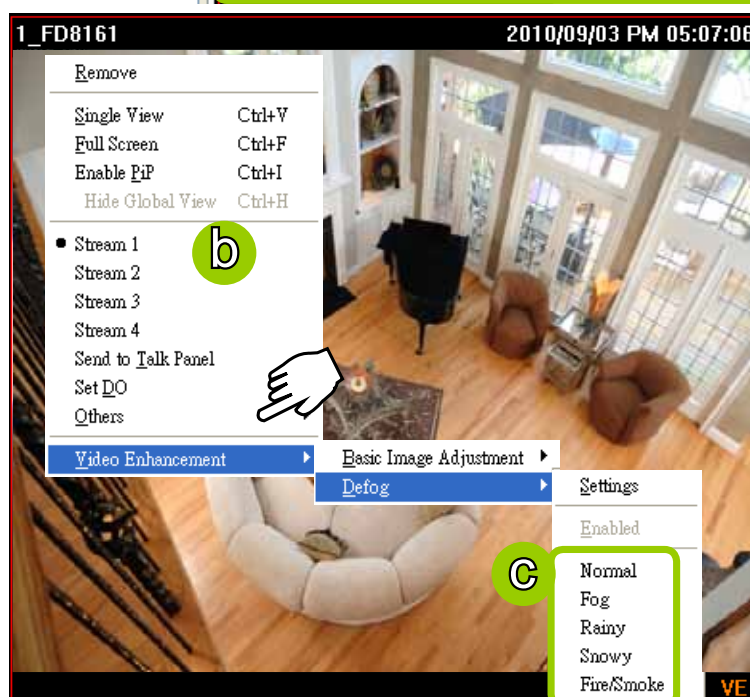 1_FD8161 2010/09/03 PM 05:07:06
Remove
Single View Ctrl+V
Full Screen Ctrl+F
Enable PiP Ctrl+I
Hide Global View Ctrl+H
b
Stream 1
Stream 2
Stream 3
Stream 4
Send to Talk Panel
Set DO
Others
Video Enhancement
Basic Image Adjustment
Defog
Settings
Enabled
c
Normal
Fog
Rainy
Snowy
Fire/Smoke
VE